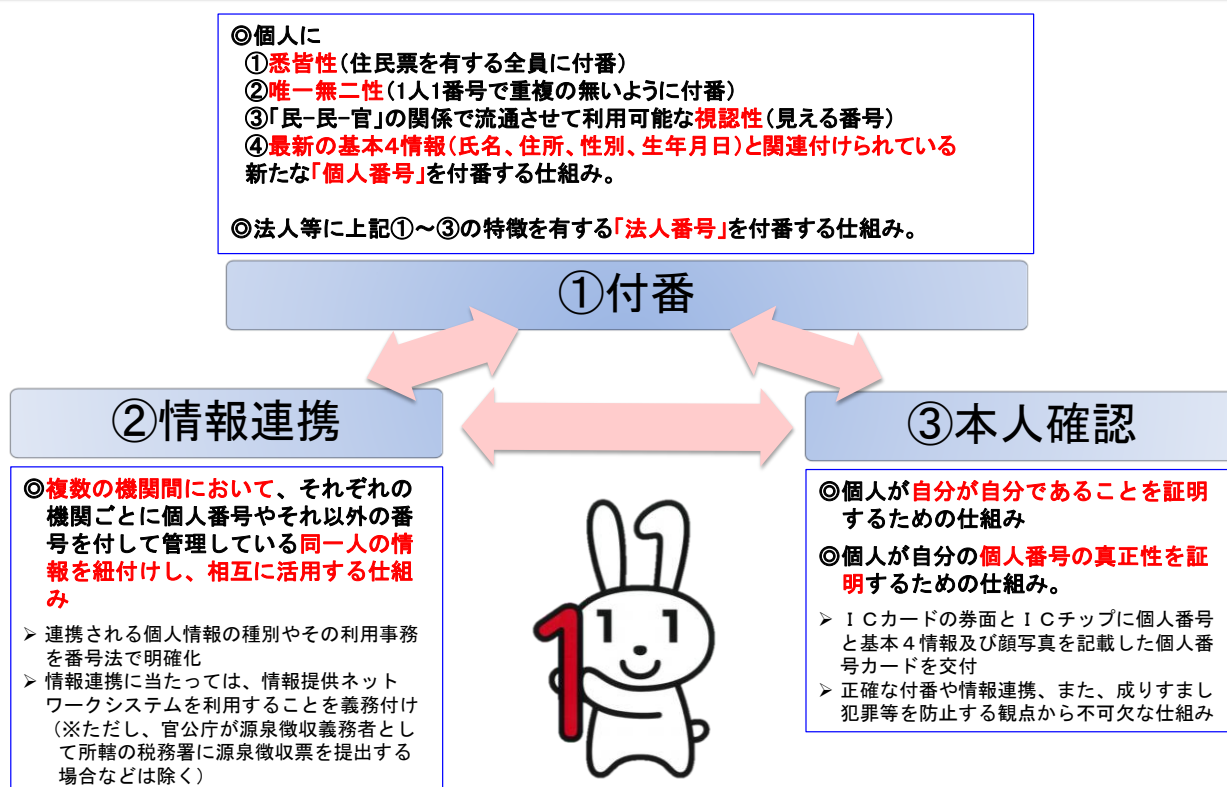 ◎個人に
①悉皆性(住民票を有する全員に付番)
②唯一無二性(1人1番号で重複の無いように付番)
③「民-民-官」の関係で流通させて利用可能な視認性(見える番号)
④最新の基本4情報(氏名、住所、性別、生年月日)と関連付けられている
新たな「個人番号」を付番する仕組み。
◎法人等に上記①~③の特徴を有する「法人番号」を付番する仕組み。
①付番
②情報連携
◎複数の機関間において、それぞれの
機関ごとに個人番号やそれ以外の番
号を付して管理している同一人の情
報を紐付けし、相互に活用する仕組
み
➢ 連携される個人情報の種別やその利用事務
を番号法で明確化
➢ 情報連携に当たっては、情報提供ネット
ワークシステムを利用することを義務付け
(※ただし、官公庁が源泉徴収義務者とし
て所轄の税務署に源泉徴収票を提出する
場合などは除く)
③本人確認
◎個人が自分が自分であることを証明
するための仕組み
◎個人が自分の個人番号の真正性を証
明するための仕組み。
➢ ICカードの券面とICチップに個人番号
と基本4情報及び顔写真を記載した個人番
号カードを交付
➢ 正確な付番や情報連携、また、成りすまし
犯罪等を防止する観点から不可欠な仕組み
1
1 1